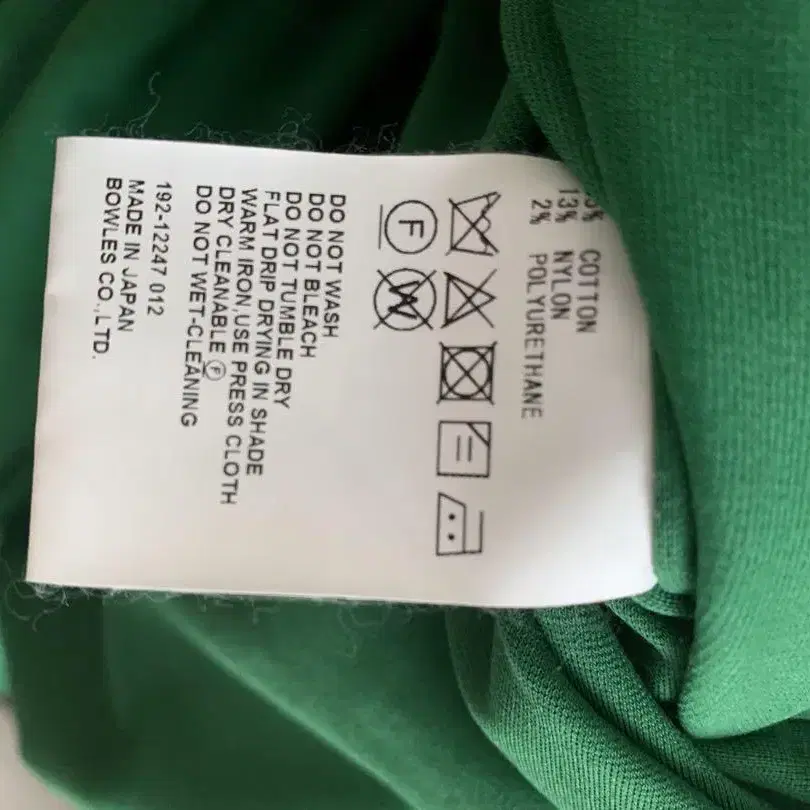 COTTON
13% NYLON
2% POLYURETHANE
F
W
DO NOT WASH
DO NOT BLEACH
DO NOT TUMBLE DRY
FLAT DRIP DRYING IN SHADE
WARM IRON,USE PRESS CLOTH
DRY CLEANABLE Ⓕ
DO NOT WET-CLEANING
192-12247 012
MADE IN JAPAN
BOWLES CO.,LTD.